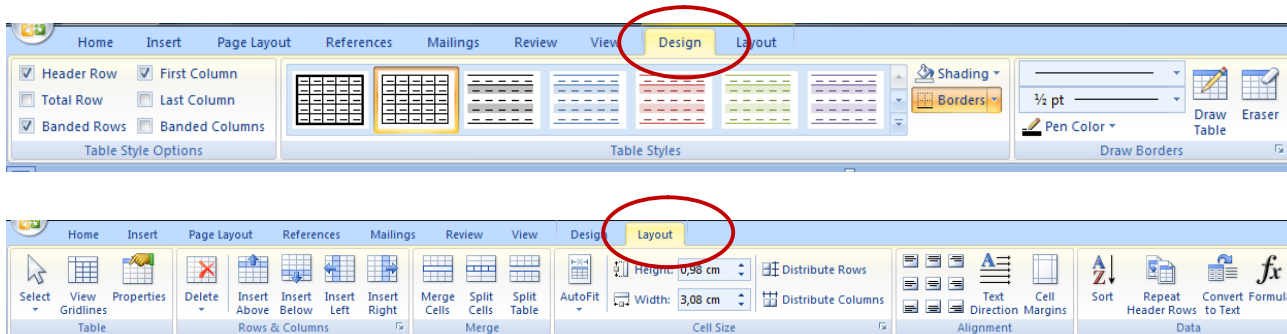 Home Insert Page Layout References Mailings Review View Design Layout
Header Row First Column
Total Row Last Column
Banded Rows Banded Columns
Table Style Options
Table Styles
Shading
Borders
½ pt
Pen Color
Draw Table
Eraser
Draw Borders
Home Insert Page Layout References Mailings Review View Design Layout
Select
View Gridlines
Properties
Table
Delete
Insert Above
Insert Below
Insert Left
Insert Right
Rows & Columns
Merge Cells
Split Cells
Split Table
Merge
AutoFit
Height: 0,98 cm
Width: 3,08 cm
Distribute Rows
Distribute Columns
Cell Size
Text Direction
Cell Margins
Alignment
Sort
Repeat Header Rows
Convert to Text
fx
Formula
Data